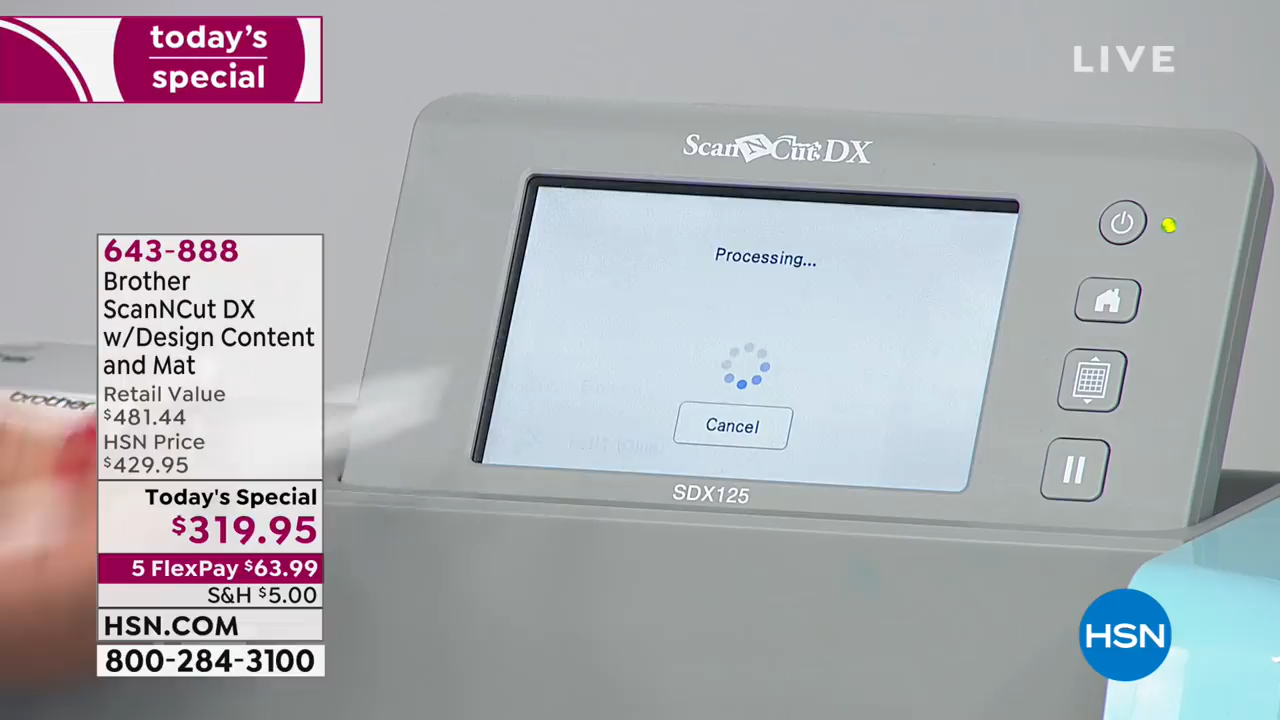 today's
special
LIVE
ScanNCut DX
Processing...
Cancel
SDX125
643-888
Brother
ScanNCut DX
w/Design Content
and Mat
Retail Value
$481.44
HSN Price
$429.95
Today's Special
$319.95
5 FlexPay $63.99
S&H $5.00
HSN.COM
800-284-3100
brother
HSN